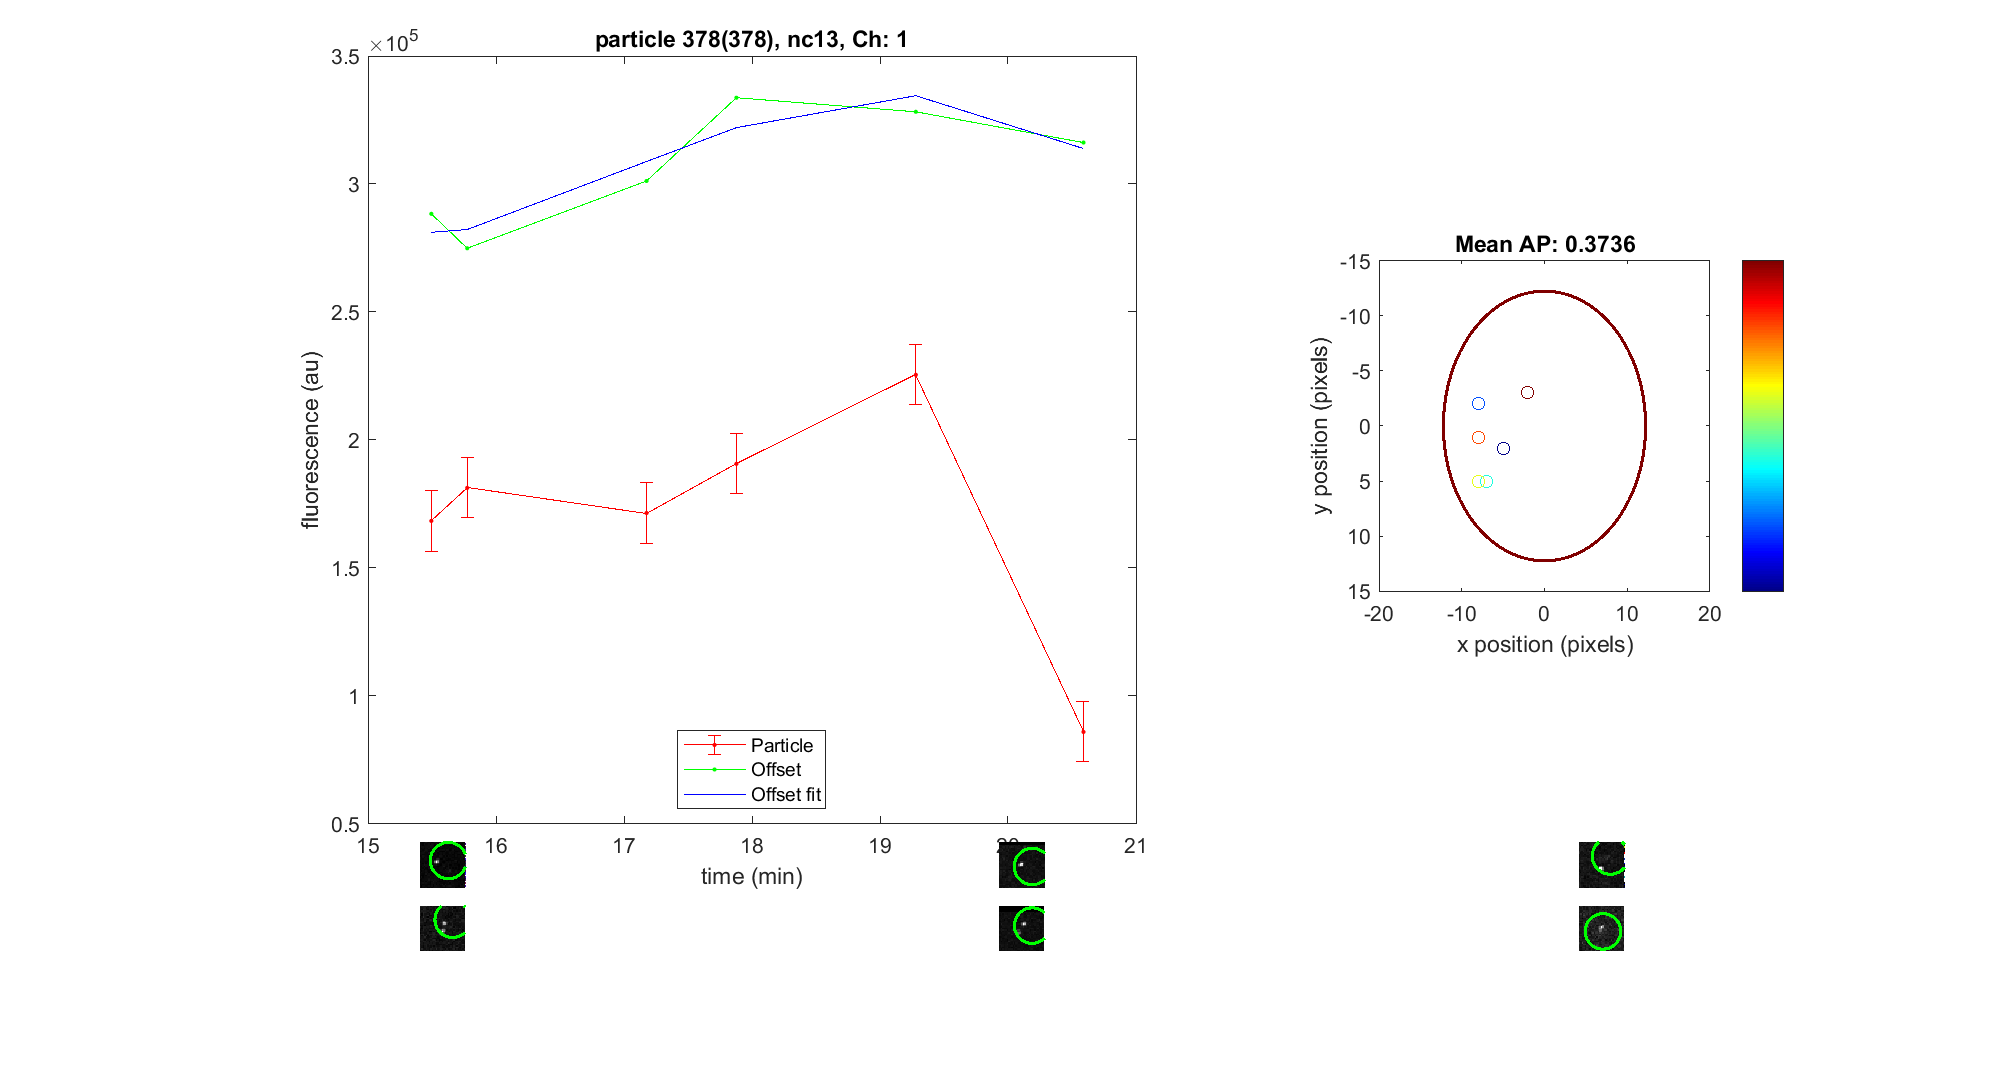 particle 378(378), nc13, Ch: 1
×10^5
3.5
3
2.5
2
1.5
1
0.5
fluorescence (au)
15 16 17 18 19 21
time (min)
Particle
Offset
Offset fit
Mean AP: 0.3736
-15
-10
-5
0
5
10
15
y position (pixels)
-20 -10 0 10 20
x position (pixels)